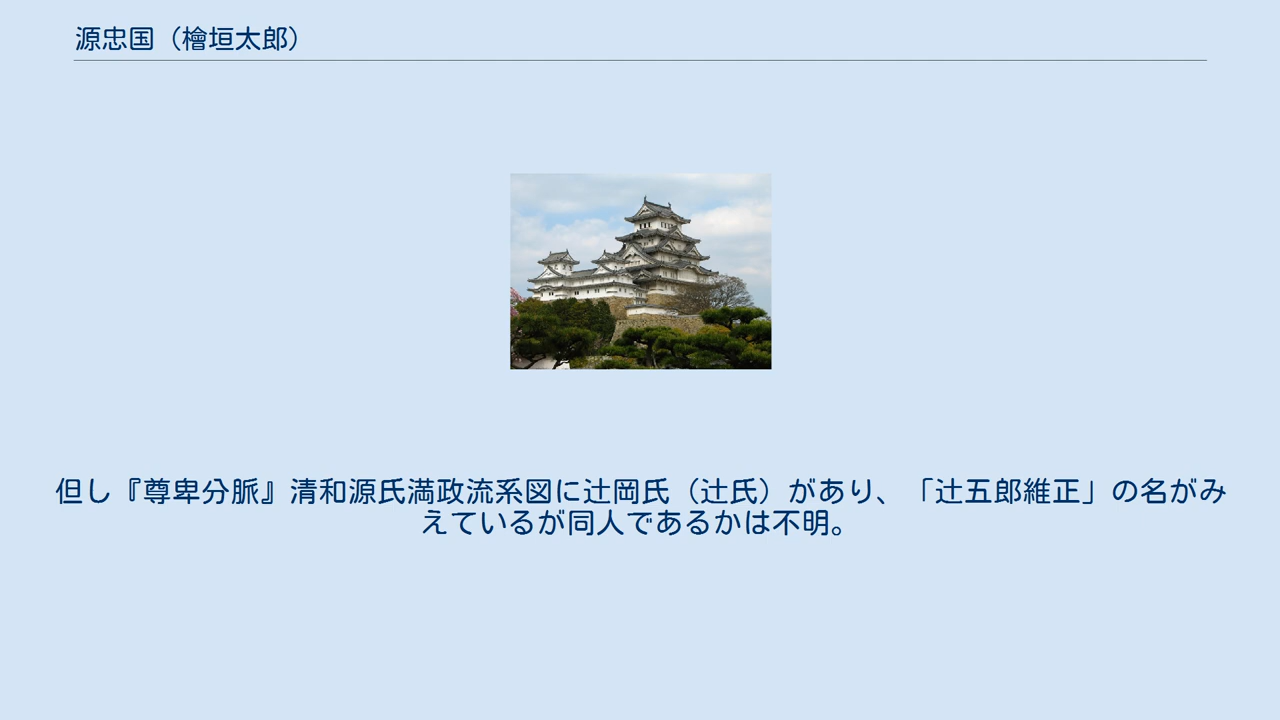 源忠国（檜垣太郎）
但し『尊卑分脈』清和源氏満政流系図に辻岡氏（辻氏）があり、「辻五郎維正」の名がみ
えているが同人であるかは不明。